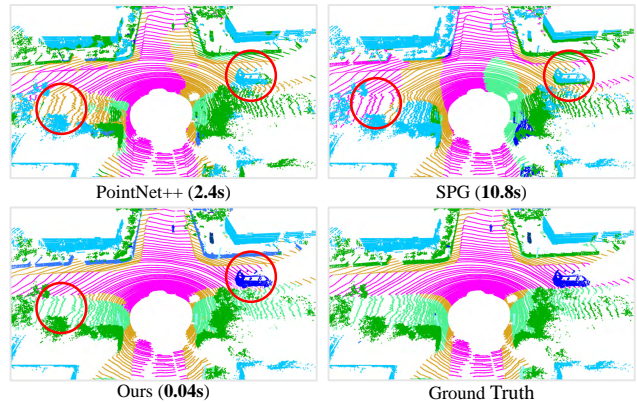 PointNet++ (2.4s)
SPG (10.8s)
Ours (0.04s)
Ground Truth